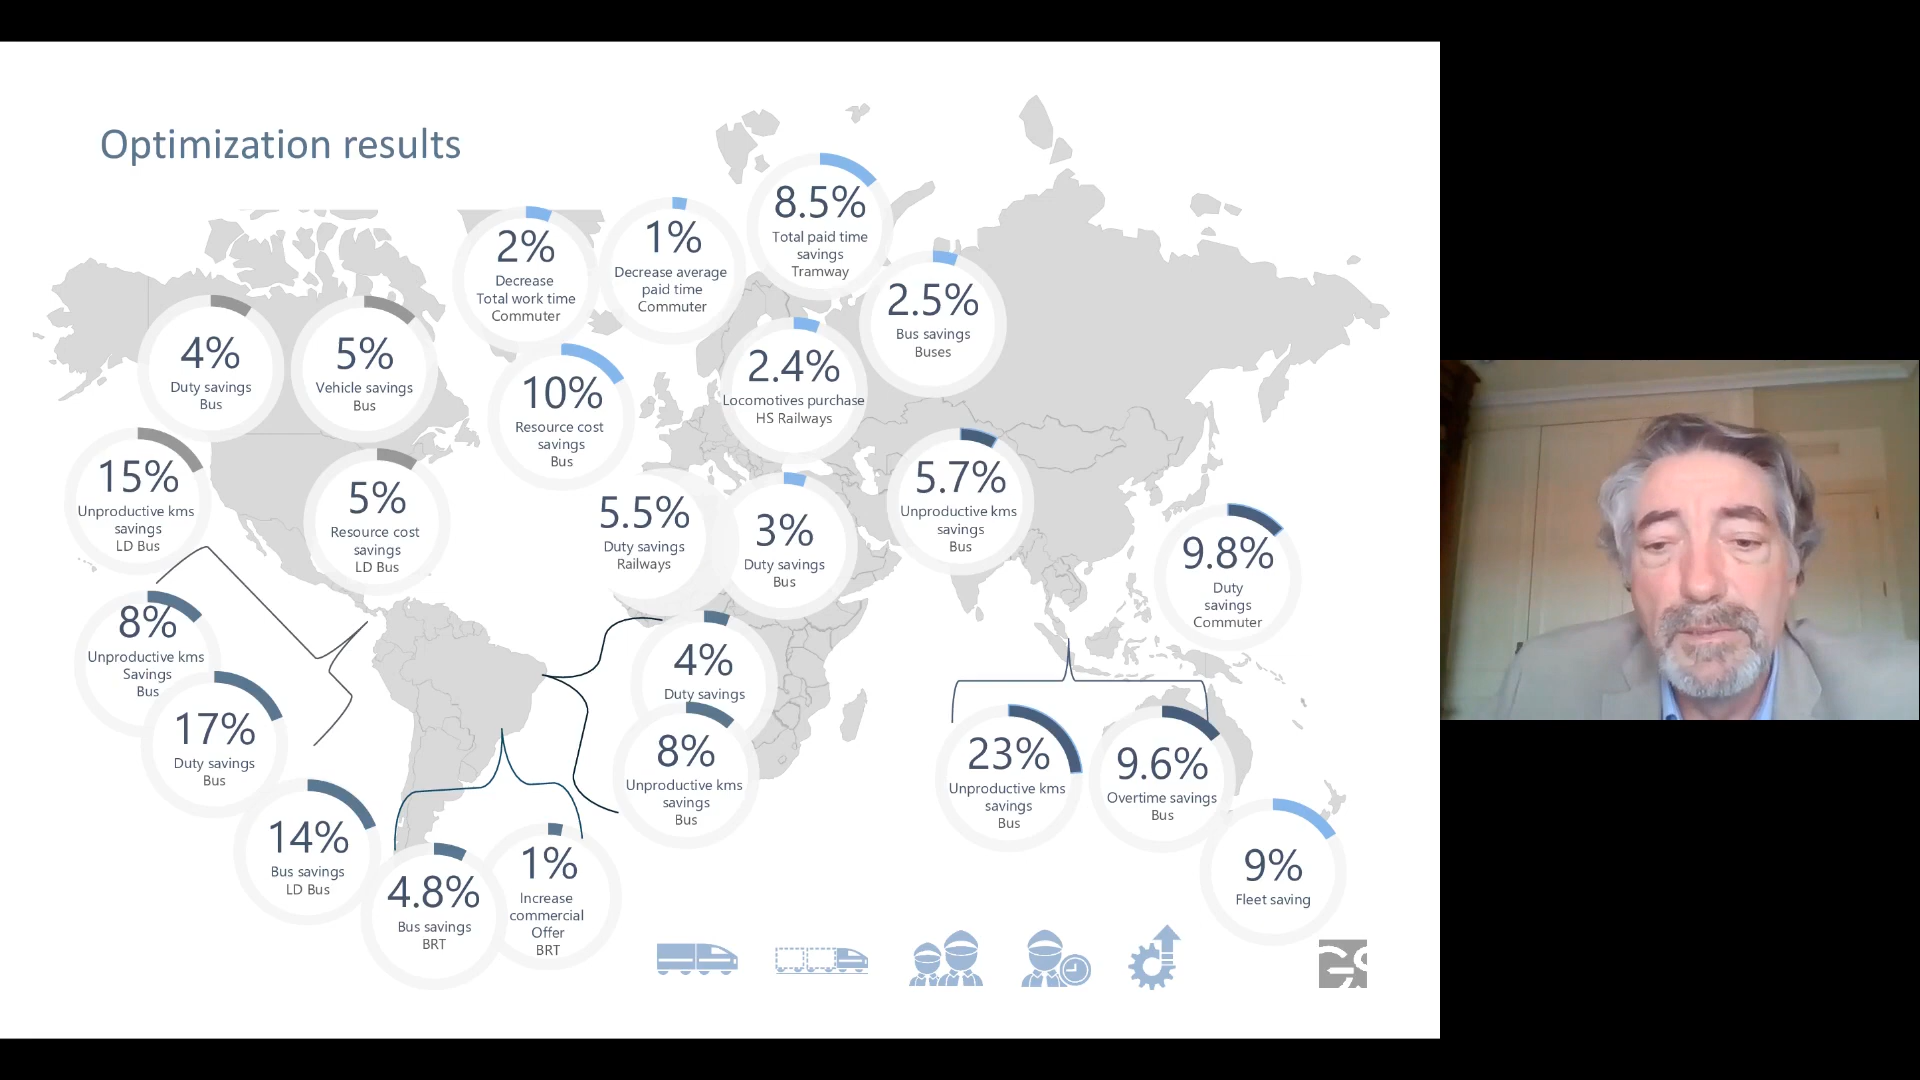 Optimization results
8.5%
Total paid time
savings
Tramway
2%
Decrease
Total work time
Commuter
1%
Decrease average
paid time
Commuter
2.5%
Bus savings
Buses
4%
Duty savings
Bus
5%
Vehicle savings
Bus
10%
Resource cost
savings
Bus
2.4%
Locomotives purchase
HS Railways
15%
Unproductive kms
savings
LD Bus
5%
Resource cost
savings
LD Bus
5.5%
Duty savings
Railways
3%
Duty savings
Bus
5.7%
Unproductive kms
savings
Bus
9.8%
Duty
savings
Commuter
8%
Unproductive kms
Savings
Bus
17%
Duty savings
Bus
4%
Duty savings
8%
Unproductive kms
savings
Bus
23%
Unproductive kms
savings
Bus
9.6%
Overtime savings
Bus
14%
Bus savings
LD Bus
4.8%
Bus savings
BRT
1%
Increase
commercial
Offer
BRT
9%
Fleet saving